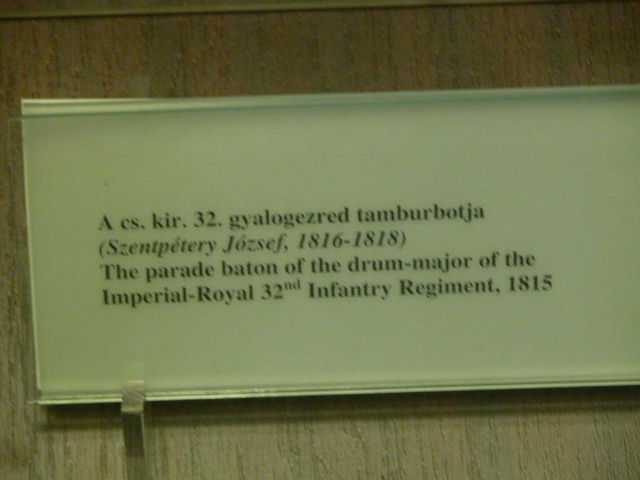 A cs. kir. 32. gyalogezred tamburbotja
(Szentpétery József, 1816-1818)
The parade baton of the drum-major of the
Imperial-Royal 32nd Infantry Regiment, 1815